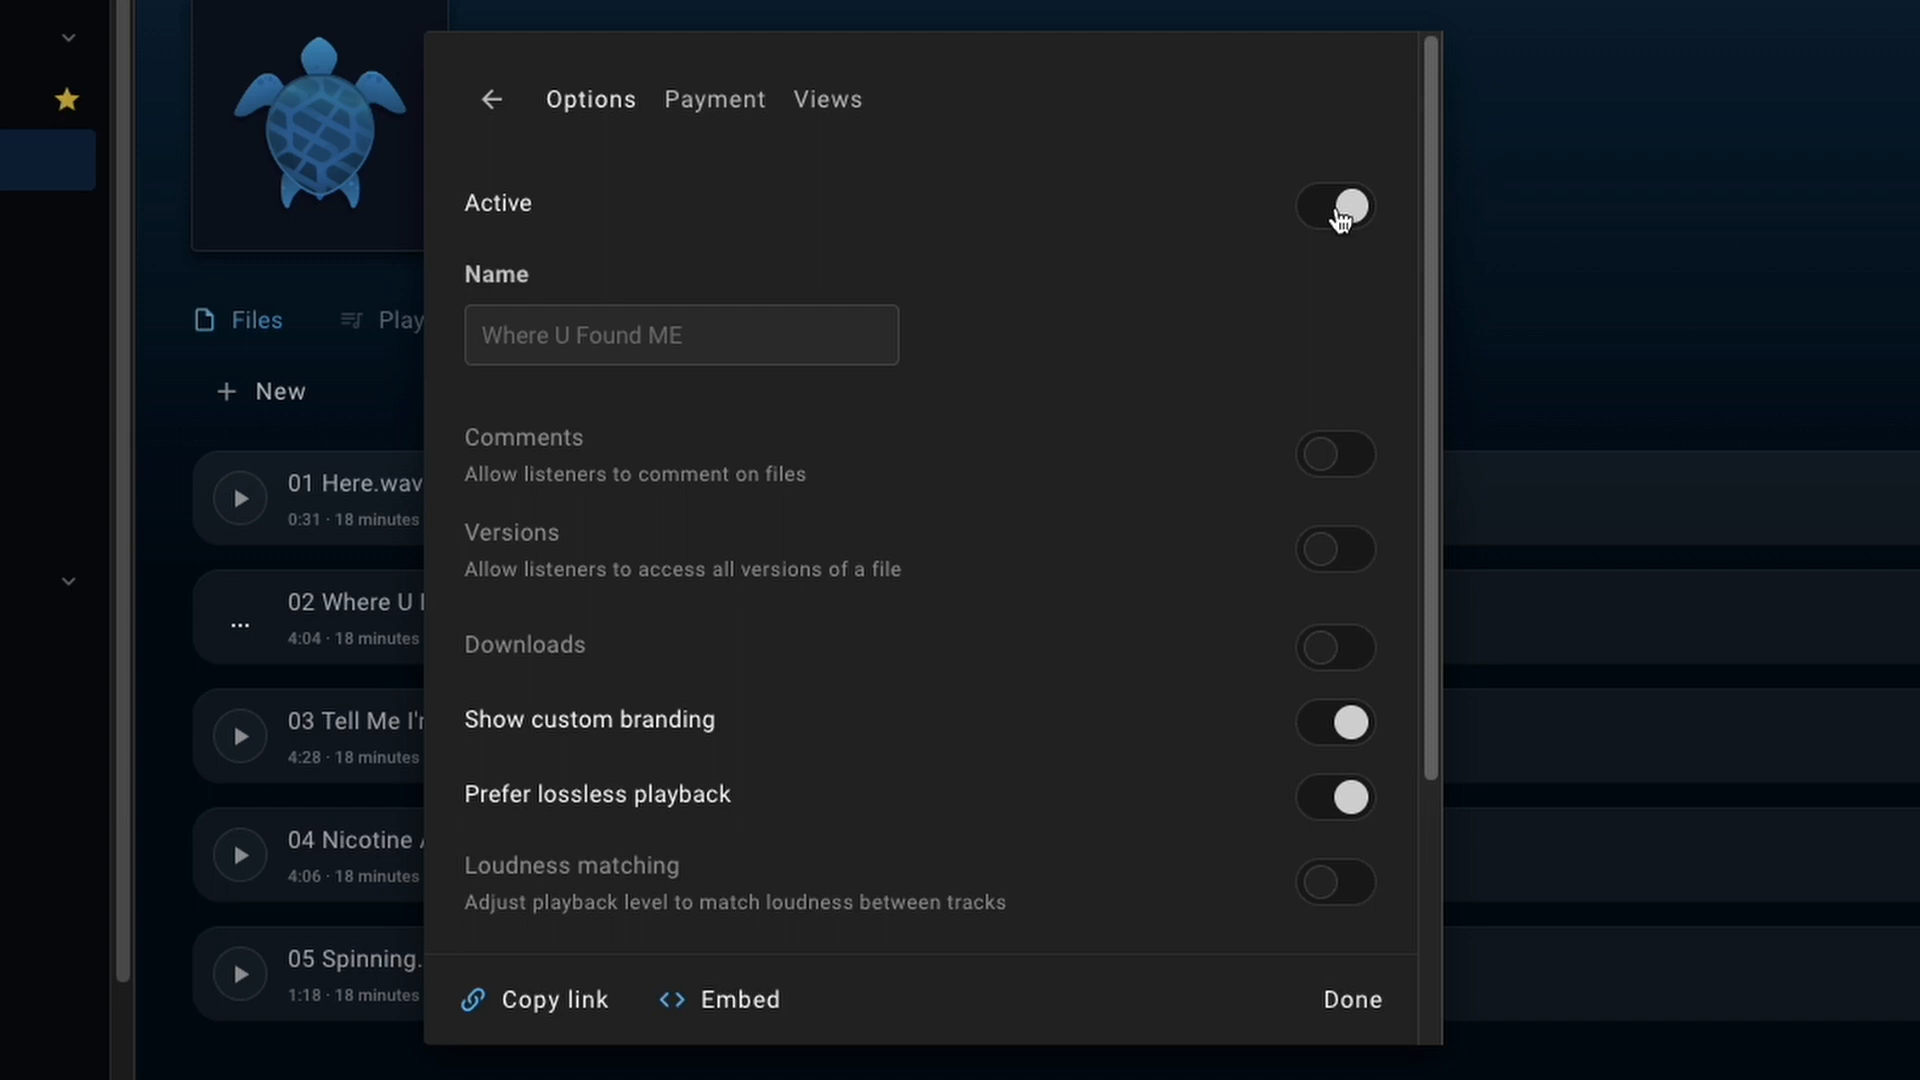 Options Payment Views
Active
Name
Where U Found ME
Files
Play
+ New
Comments
Allow listeners to comment on files
01 Here.wav
0:31 · 18 minutes
Versions
Allow listeners to access all versions of a file
02 Where U
4:04 · 18 minutes
Downloads
03 Tell Me I'
4:28 · 18 minutes
Show custom branding
Prefer lossless playback
04 Nicotine
4:06 · 18 minutes
Loudness matching
Adjust playback level to match loudness between tracks
05 Spinning.
1:18 · 18 minutes
Copy link
Embed
Done